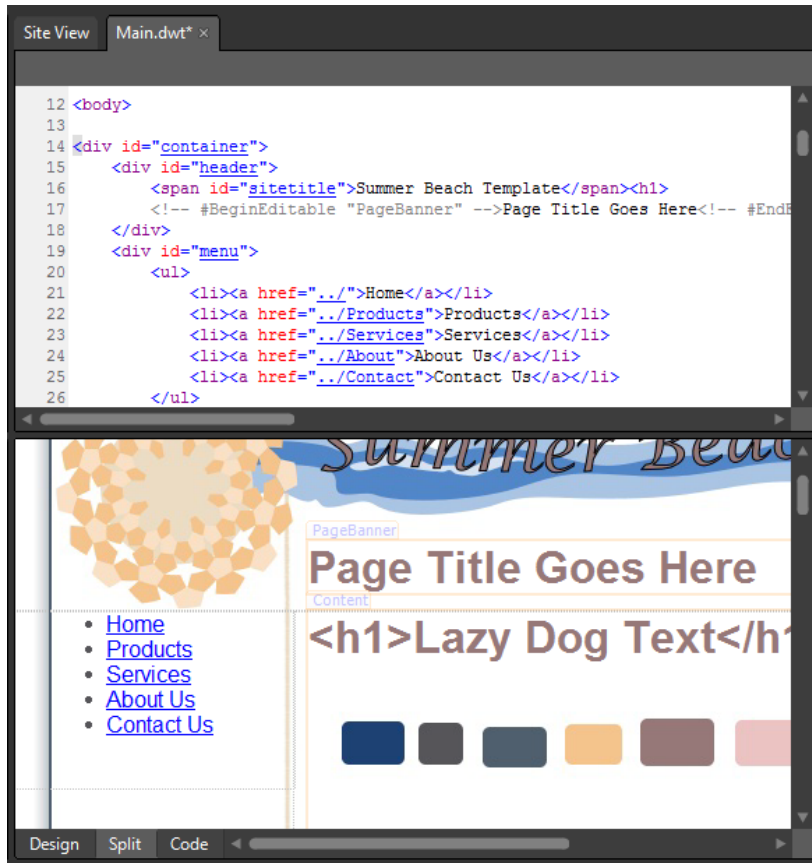 Site View Main.dwt* ×
12 <body>
13
14 <div id="container">
15 <div id="header">
16 <span id="sitetitle">Summer Beach Template</span><h1>
17 <!-- #BeginEditable "PageBanner" -->Page Title Goes Here<!-- #EndE
18 </div>
19 <div id="menu">
20 <ul>
21 <li><a href="../">Home</a></li>
22 <li><a href="../Products">Products</a></li>
23 <li><a href="../Services">Services</a></li>
24 <li><a href="../About">About Us</a></li>
25 <li><a href="../Contact">Contact Us</a></li>
26 </ul>
Summer Beac
PageBanner
Page Title Goes Here
Content
<h1>Lazy Dog Text</h1
• Home
• Products
• Services
• About Us
• Contact Us
Design Split Code